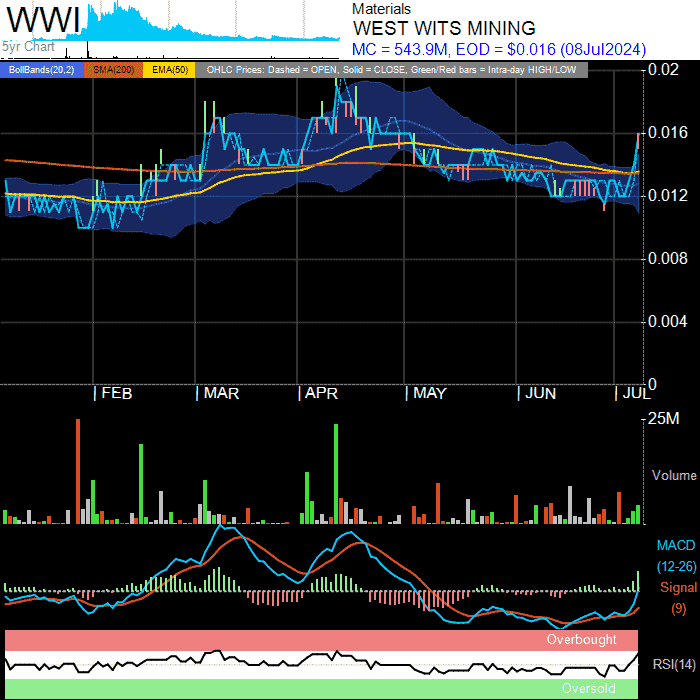 WWI
5yr Chart
Materials
WEST WITS MINING
MC = 543.9M, EOD = $0.016 (08Jul2024)
BollBands(20,2) SMA(200) EMA(50) OHLC Prices: Dashed = OPEN, Solid = CLOSE, Green/Red bars = Intra-day HIGH/LOW
0.02
0.016
0.012
0.008
0.004
0
| FEB | MAR | APR | MAY | JUN | JUL
25M
Volume
MACD
(12-26)
Signal
(9)
Overbought
RSI(14)
Oversold